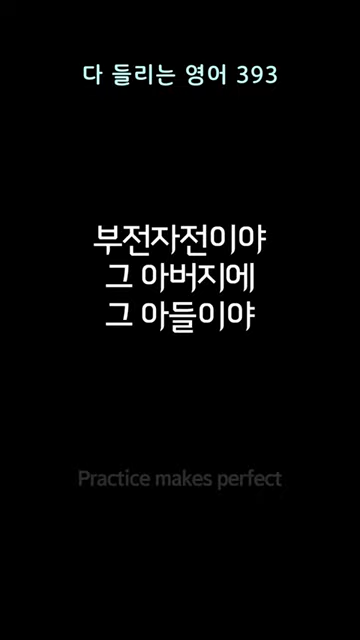 다 들리는 영어 393
부전자전이야
그 아버지에
그 아들이야
Practice makes perfect